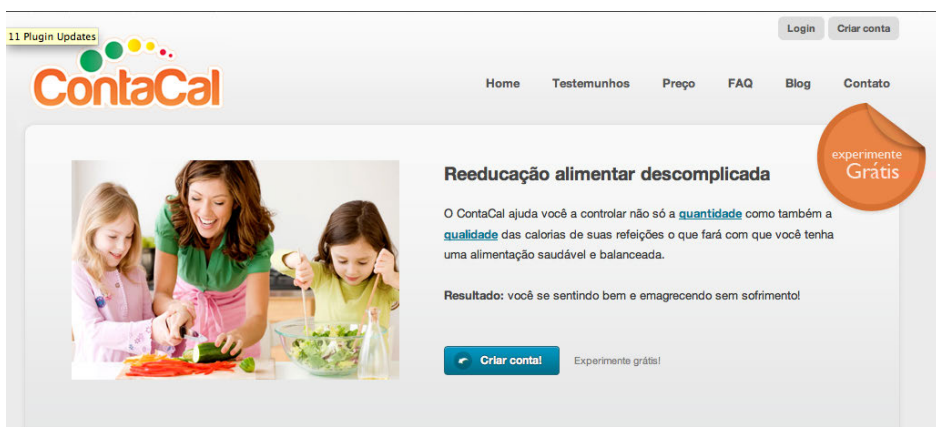 Login
Criar conta
11 Plugin Updates
ContaCal
Home
Testemunhos
Preço
FAQ
Blog
Contato
experimente
Grátis
Reeducação alimentar descomplicada
O ContaCal ajuda você a controlar não só a quantidade como também a
qualidade das calorias de suas refeições o que fará com que você tenha
uma alimentação saudável e balanceada.
Resultado: você se sentindo bem e emagrecendo sem sofrimento!
Criar conta!
Experimente grátis!